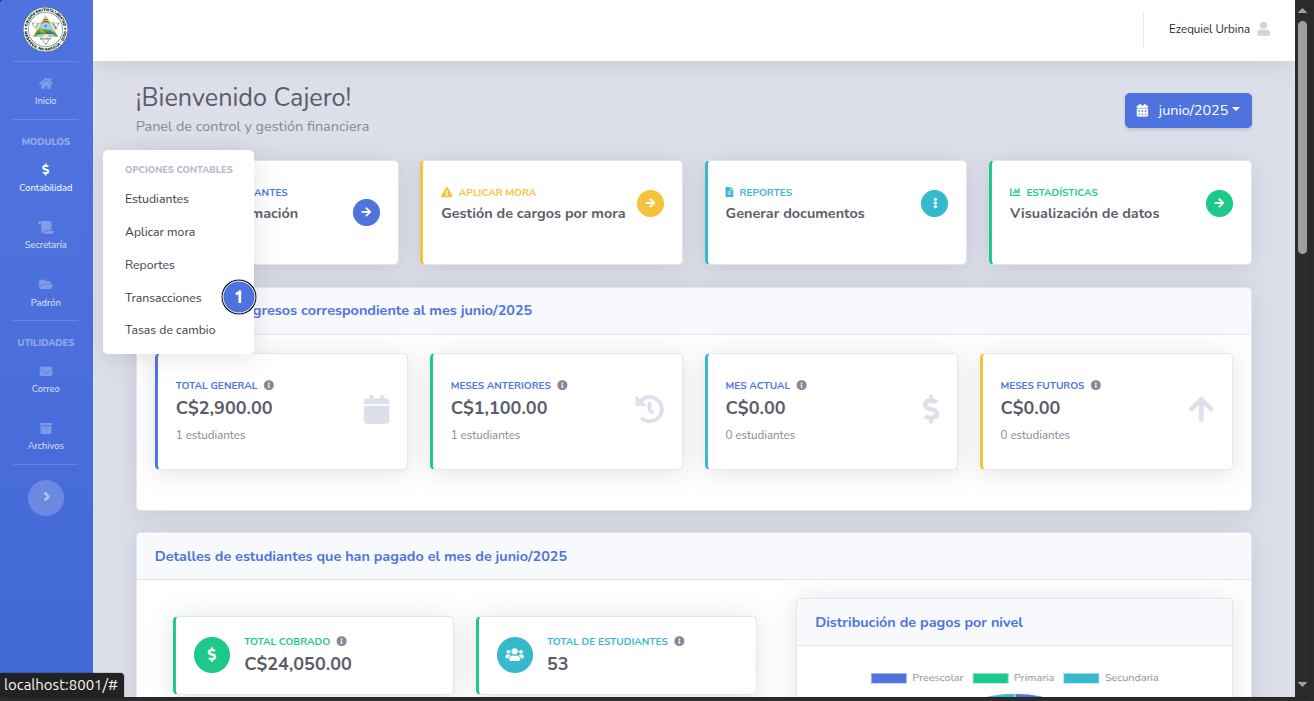 Ezequiel Urbina
Inicio
MODULOS
Contabilidad
Secretaría
Padrón
UTILIDADES
Correo
Archivos
¡Bienvenido Cajero!
Panel de control y gestión financiera
junio/2025
OPCIONES CONTABLES
Estudiantes
Aplicar mora
Reportes
Transacciones
1
Tasas de cambio
ANTES
mación
APLICAR MORA
Gestión de cargos por mora
REPORTES
Generar documentos
ESTADÍSTICAS
Visualización de datos
gresos correspondiente al mes junio/2025
TOTAL GENERAL
C$2,900.00
1 estudiantes
MESES ANTERIORES
C$1,100.00
1 estudiantes
MES ACTUAL
C$0.00
0 estudiantes
MESES FUTUROS
C$0.00
0 estudiantes
Detalles de estudiantes que han pagado el mes de junio/2025
TOTAL COBRADO
C$24,050.00
TOTAL DE ESTUDIANTES
53
Distribución de pagos por nivel
Preescolar Primaria Secundaria
localhost:8001/#